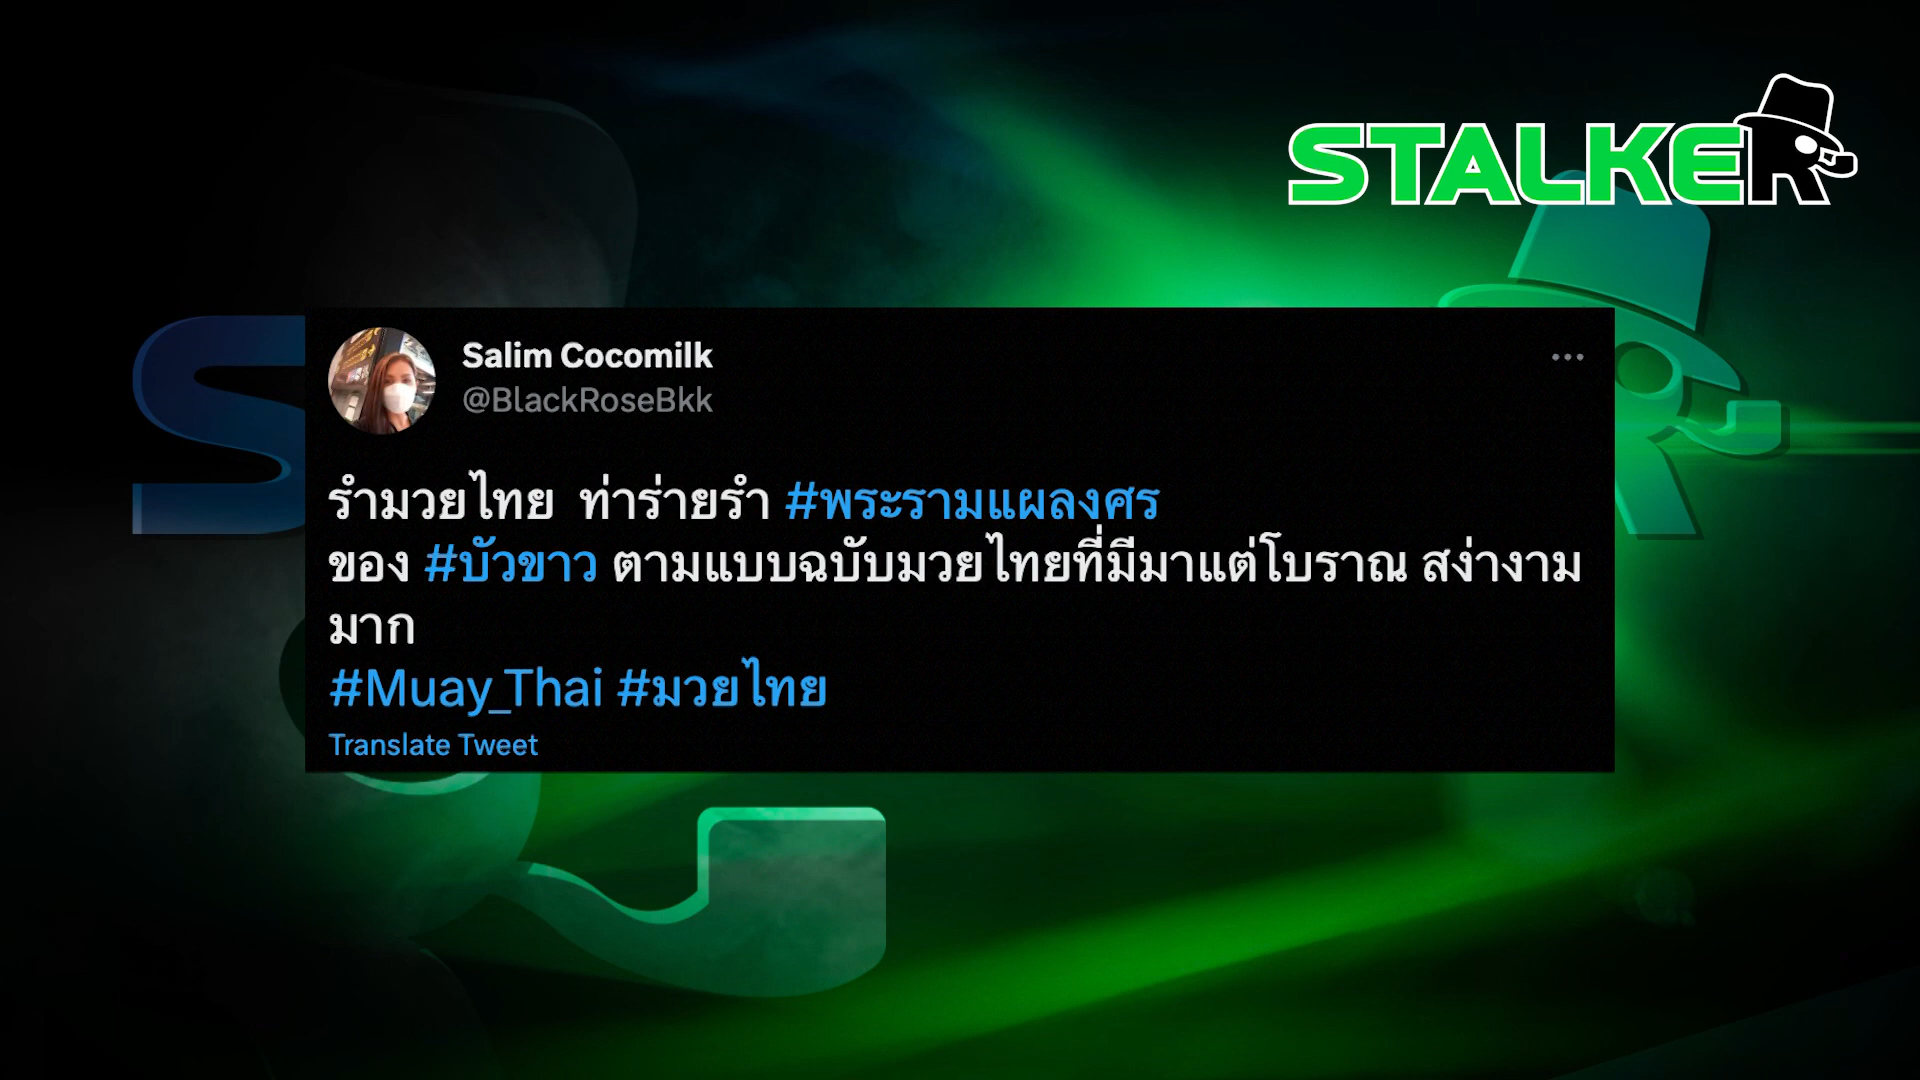 STALKER
Salim Cocomilk
@BlackRoseBkk
รำมวยไทย ท่าร่ายรำ #พระรามแผลงศร
ของ #บัวขาว ตามแบบฉบับมวยไทยที่มีมาแต่โบราณ สง่างาม
มาก
#Muay_Thai #มวยไทย
Translate Tweet